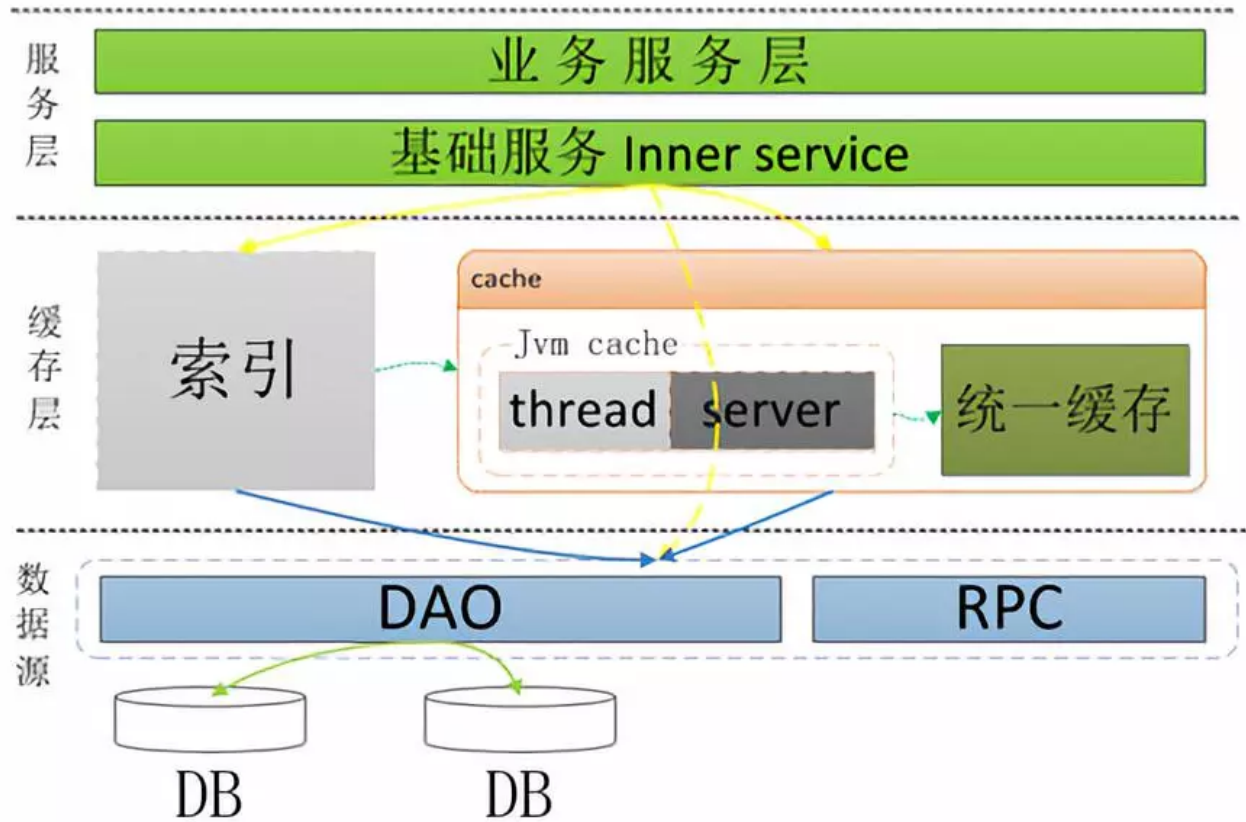 服务层
业务服务层
基础服务 Inner service
缓存层
索引
cache
Jvm cache
thread
server
统一缓存
数据源
DAO
RPC
DB
DB